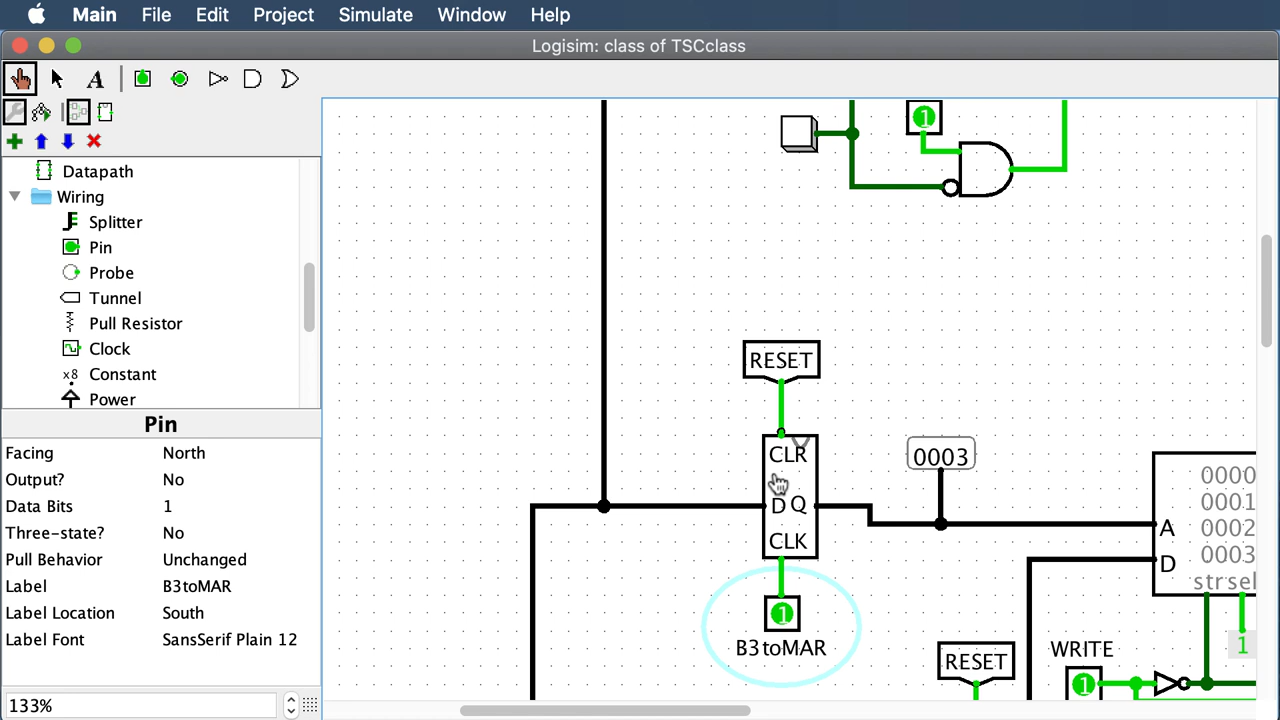 Main File Edit Project Simulate Window Help
Logisim: class of TSCclass
A
Datapath
Wiring
Splitter
Pin
Probe
Tunnel
Pull Resistor
Clock
x8 Constant
Power
Pin
Facing North
Output? No
Data Bits 1
Three-state? No
Pull Behavior Unchanged
Label B3toMAR
Label Location South
Label Font SansSerif Plain 12
133%
1
RESET
CLR
D Q
CLK
1
B3toMAR
0003
0000
0001
0002
0003
A
D
str sel
1
RESET
WRITE
1